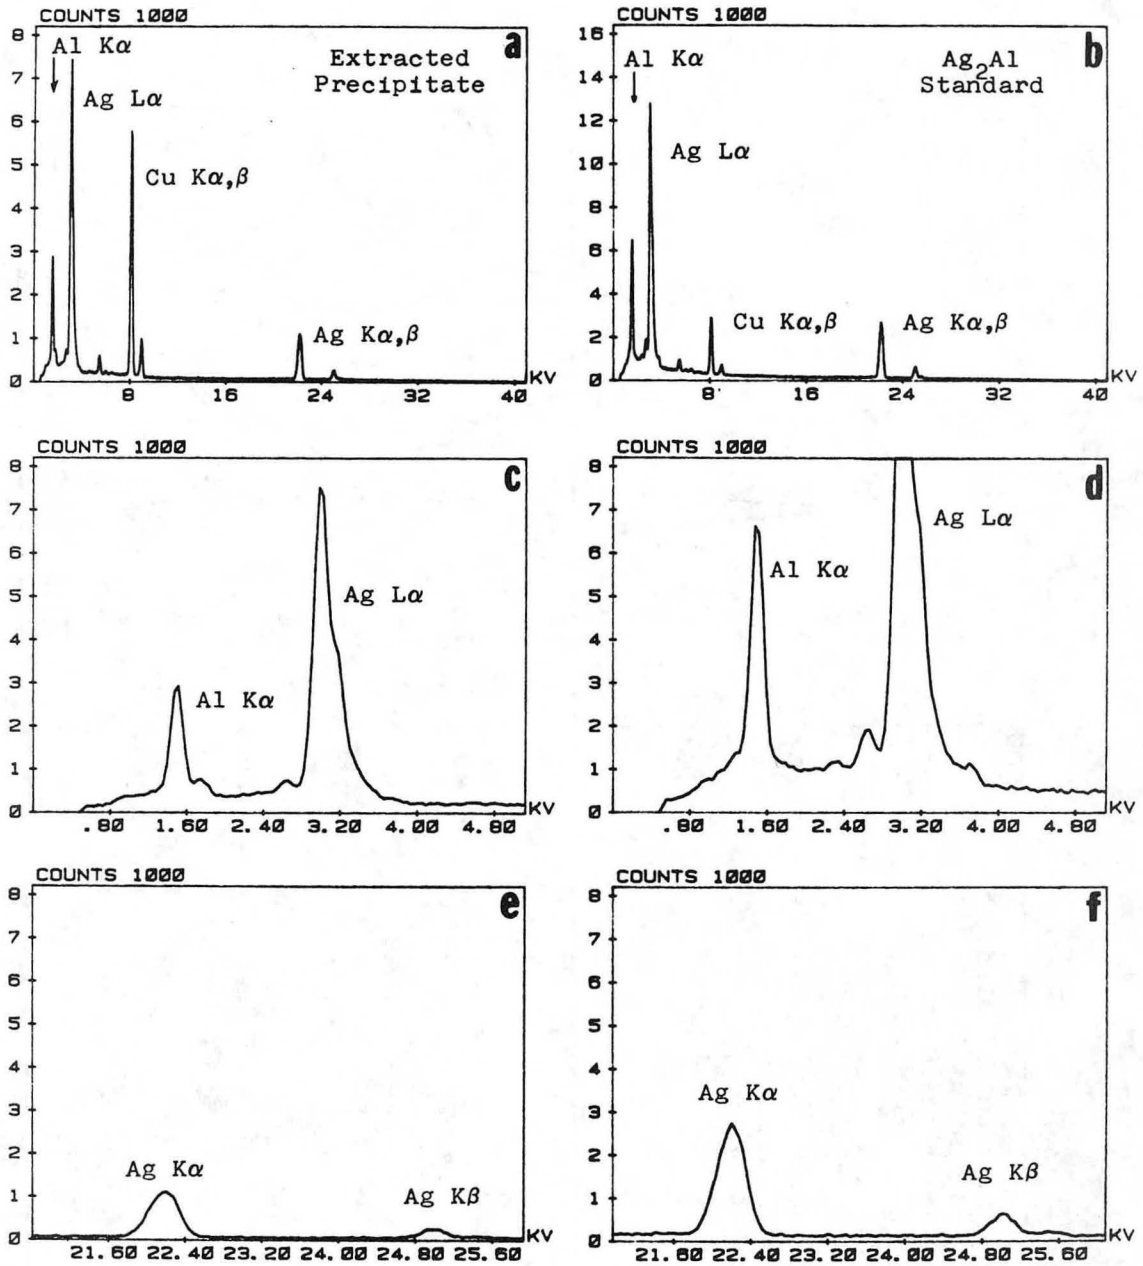 COUNTS 1000
a
Extracted
Precipitate
Al Kα
Ag Lα
Cu Kα,β
Ag Kα,β
8
7
6
5
4
3
2
1
0
8 16 24 32 40 KV
COUNTS 1000
b
Ag2Al
Standard
Al Kα
Ag Lα
Cu Kα,β
Ag Kα,β
16
14
12
10
8
6
4
2
0
8 16 24 32 40 KV
COUNTS 1000
c
Al Kα
Ag Lα
8
7
6
5
4
3
2
1
0
.80 1.60 2.40 3.20 4.00 4.80 KV
COUNTS 1000
d
Al Kα
Ag Lα
8
7
6
5
4
3
2
1
0
.80 1.60 2.40 3.20 4.00 4.80 KV
COUNTS 1000
e
Ag Kα
Ag Kβ
8
7
6
5
4
3
2
1
0
21.60 22.40 23.20 24.00 24.80 25.60 KV
COUNTS 1000
f
Ag Kα
Ag Kβ
8
7
6
5
4
3
2
1
0
21.60 22.40 23.20 24.00 24.80 25.60 KV